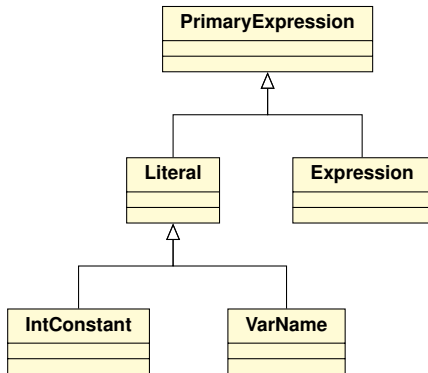 PrimaryExpression
Literal
Expression
IntConstant
VarName